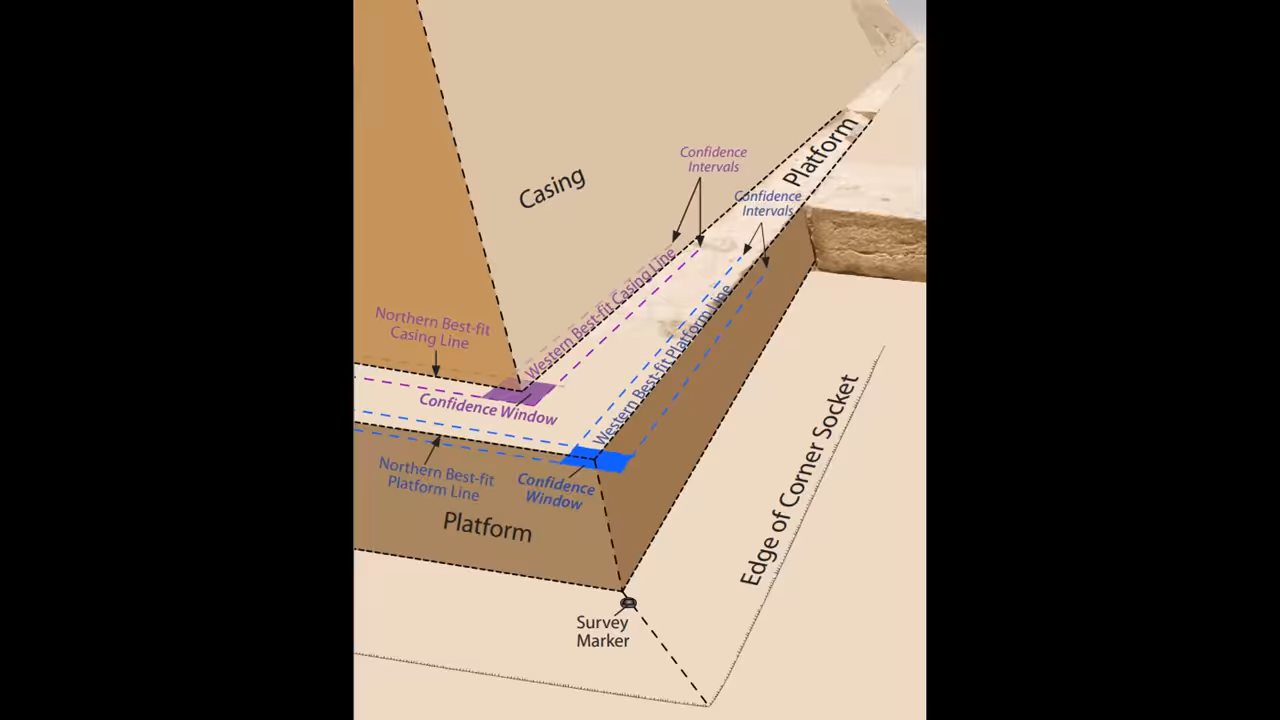 Platform
Confidence
Intervals
Casing
Confidence
Intervals
Western Best-fit Casing Line
Northern Best-fit
Casing Line
Western Best-fit Platform Line
Confidence Window
Edge of Corner Socket
Northern Best-fit
Platform Line
Confidence
Window
Platform
Survey
Marker